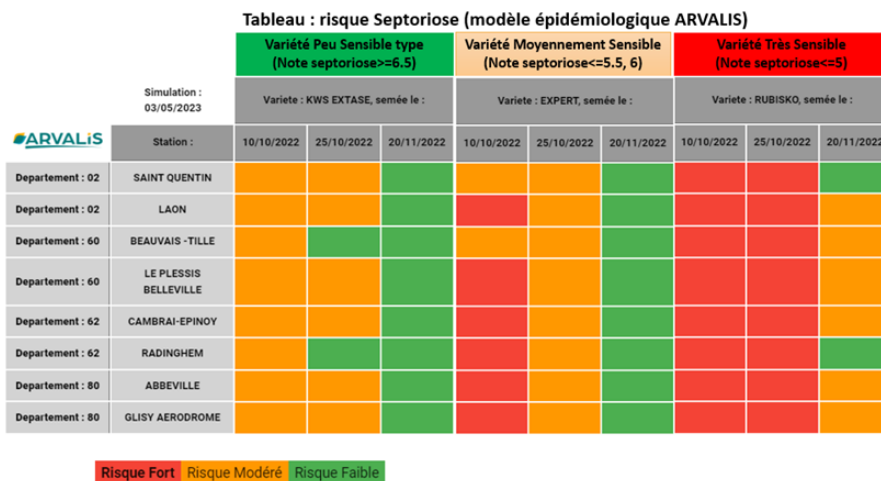 Tableau : risque Septoriose (modèle épidémiologique ARVALIS)
Variété Peu Sensible type
(Note septoriose>=6.5)
Variété Moyennement Sensible
(Note septoriose<=5.5, 6)
Variété Très Sensible
(Note septoriose<=5)
Simulation :
03/05/2023
Variete : KWS EXTASE, semée le :
Variete : EXPERT, semée le :
Variete : RUBISKO, semée le :
ARVALIS
Station :
10/10/2022 25/10/2022 20/11/2022 10/10/2022 25/10/2022 20/11/2022 10/10/2022 25/10/2022 20/11/2022
Departement : 02 SAINT QUENTIN
Departement : 02 LAON
Departement : 60 BEAUVAIS -TILLE
Departement : 60 LE PLESSIS
BELLEVILLE
Departement : 62 CAMBRAI-EPINOY
Departement : 62 RADINGHEM
Departement : 80 ABBEVILLE
Departement : 80 GLISY AERODROME
Risque Fort Risque Modéré Risque Faible